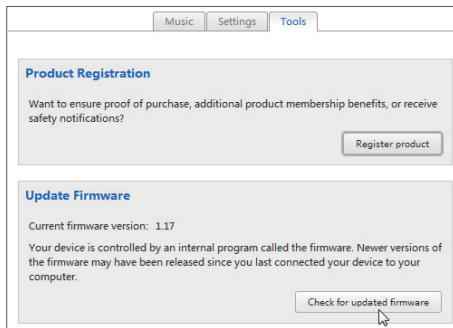 Music Settings Tools
Product Registration
Want to ensure proof of purchase, additional product membership benefits, or receive
safety notifications?
Register product
Update Firmware
Current firmware version: 1.17
Your device is controlled by an internal program called the firmware. Newer versions of
the firmware may have been released since you last connected your device to your
computer.
Check for updated firmware